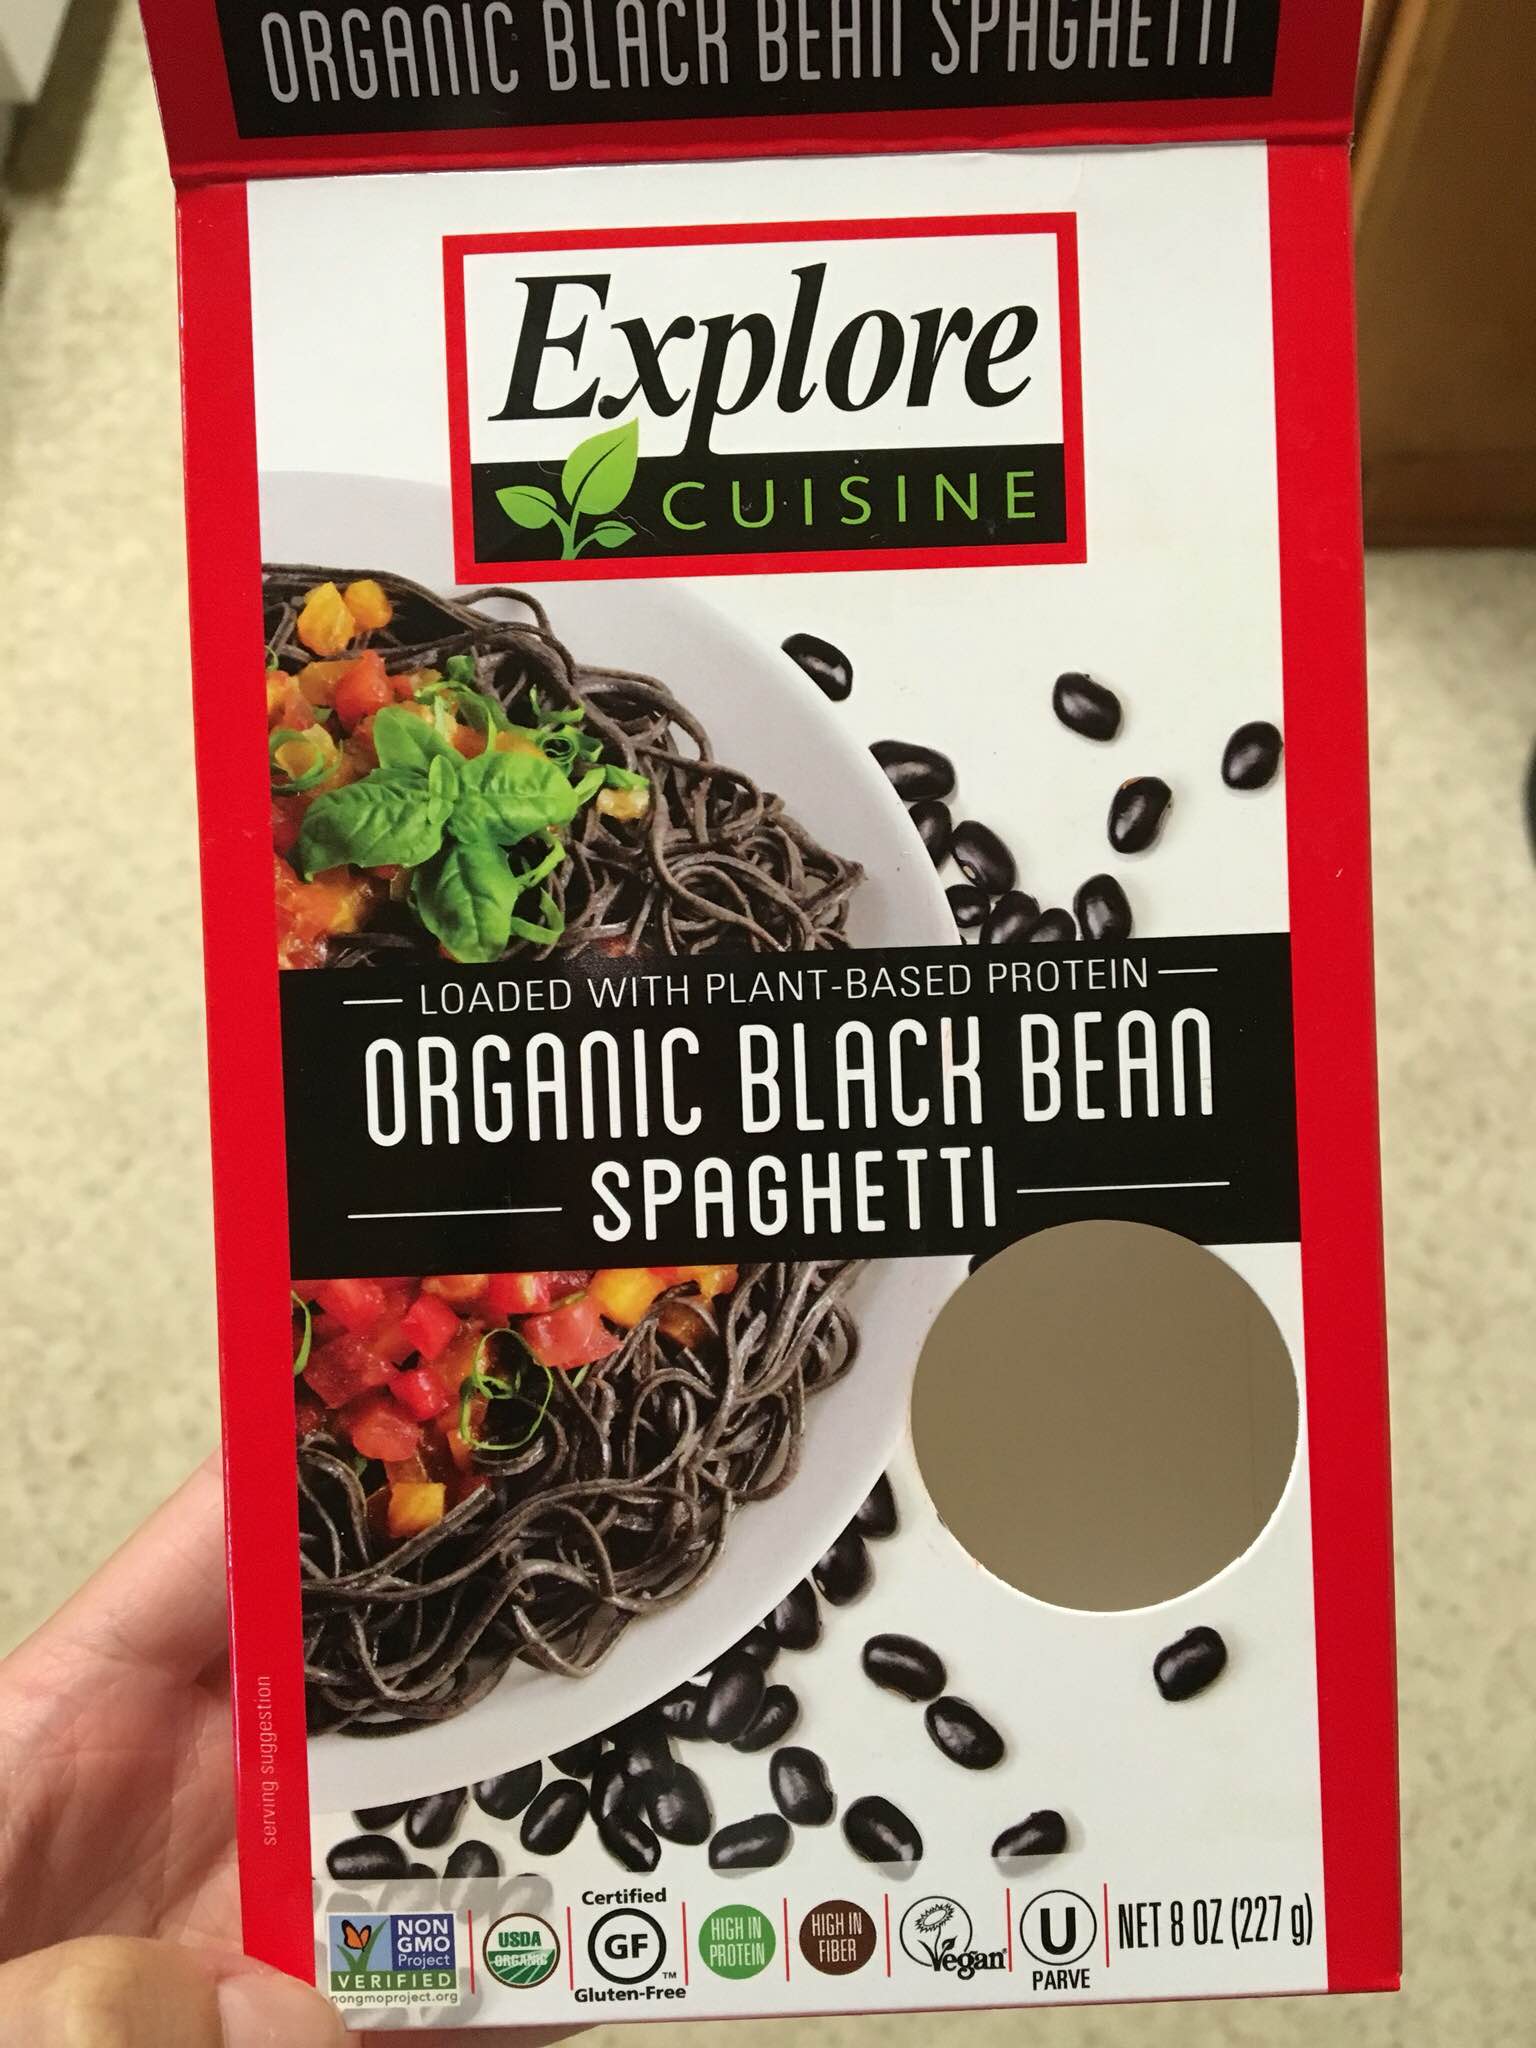 ORGANIC BLACK BEAN SPAGHETTI
Explore
CUISINE
LOADED WITH PLANT-BASED PROTEIN
ORGANIC BLACK BEAN
SPAGHETTI
serving suggestion
NON
GMO
Project
VERIFIED
nongmoproject.org
USDA
ORGANIC
Certified
GF
TM
Gluten-Free
HIGH IN
PROTEIN
HIGH IN
FIBER
Vegan
U
PARVE
NET 8 OZ (227 g)